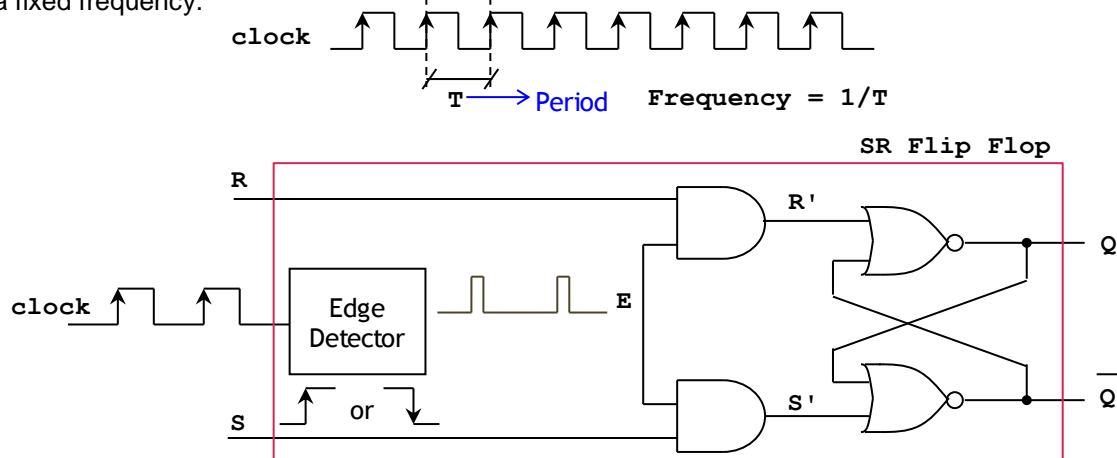 a fixed frequency.
clock
T Period Frequency = 1/T
SR Flip Flop
R
R'
Q
clock
Edge
Detector
E
or
S
S'
Q̅